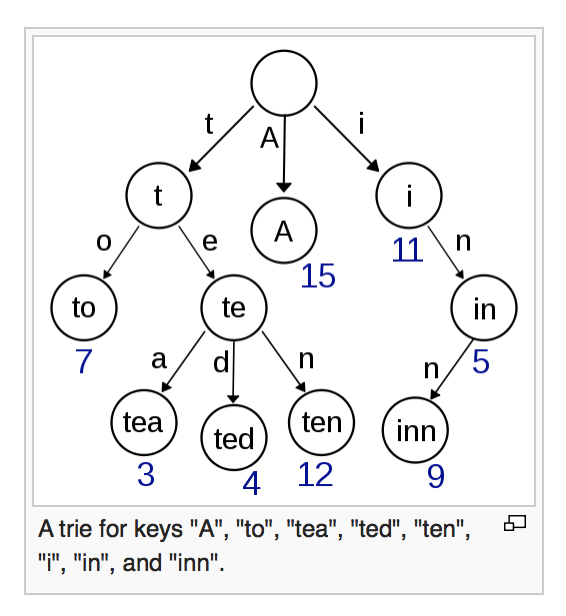 t
A
i
t
i
A
o
e
11
n
15
to
te
in
7
a
d
n
n
5
tea
ted
ten
inn
3
4
12
9
A trie for keys "A", "to", "tea", "ted", "ten",
"i", "in", and "inn".